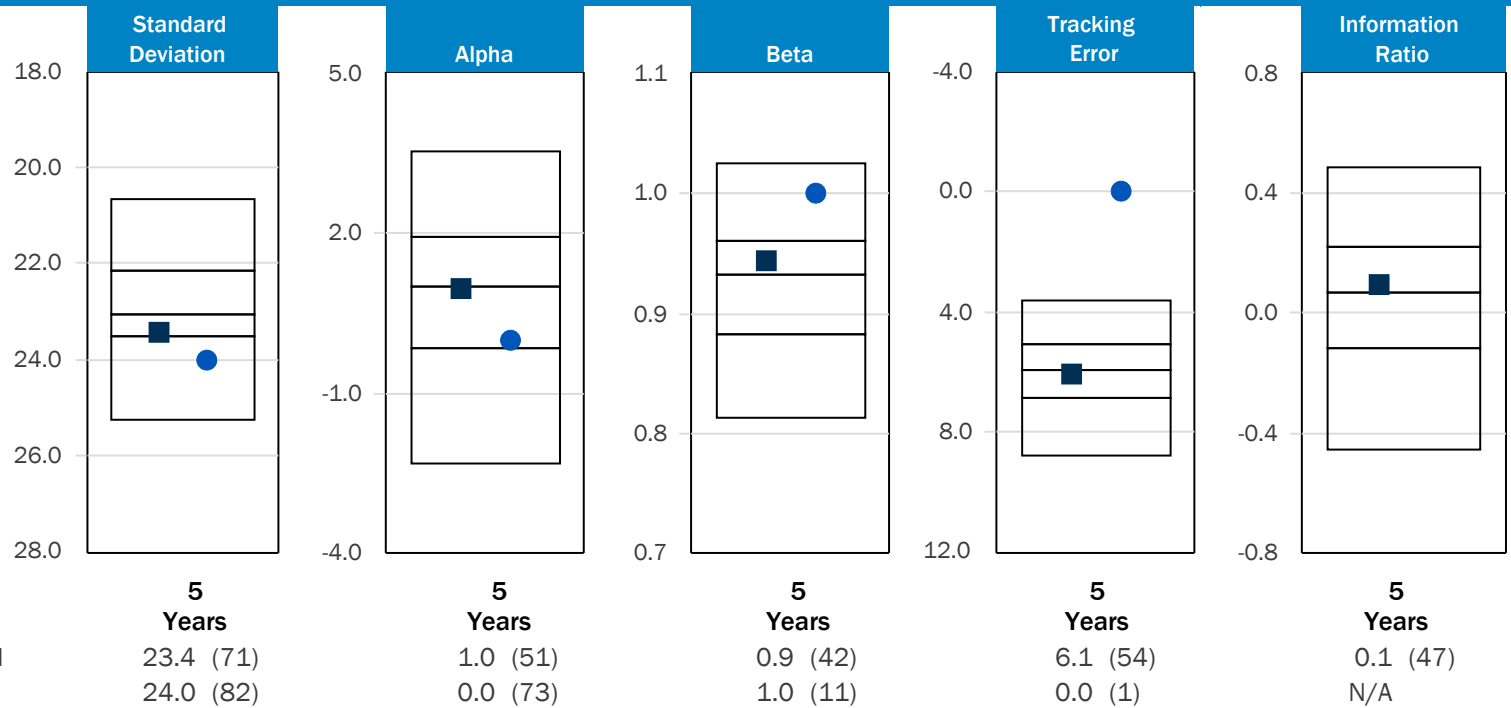 Standard
Deviation
Alpha
Beta
Tracking
Error
Information
Ratio
18.0
20.0
22.0
24.0
26.0
28.0
5.0
2.0
-1.0
-4.0
1.1
1.0
0.9
0.8
0.7
-4.0
0.0
4.0
8.0
12.0
0.8
0.4
0.0
-0.4
-0.8
5
Years
5
Years
5
Years
5
Years
5
Years
23.4 (71) 1.0 (51) 0.9 (42) 6.1 (54) 0.1 (47)
24.0 (82) 0.0 (73) 1.0 (11) 0.0 (1) N/A